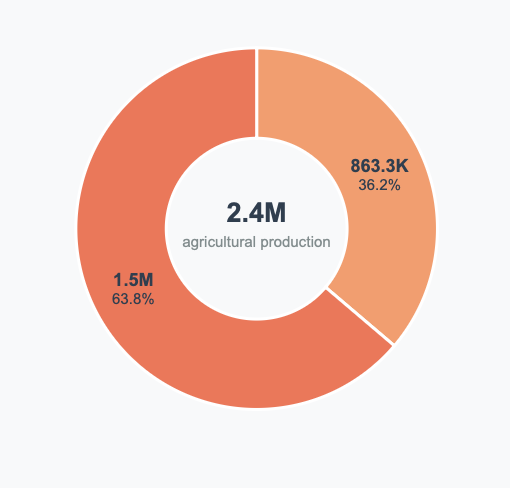 863.3K
36.2%
2.4M
agricultural production
1.5M
63.8%